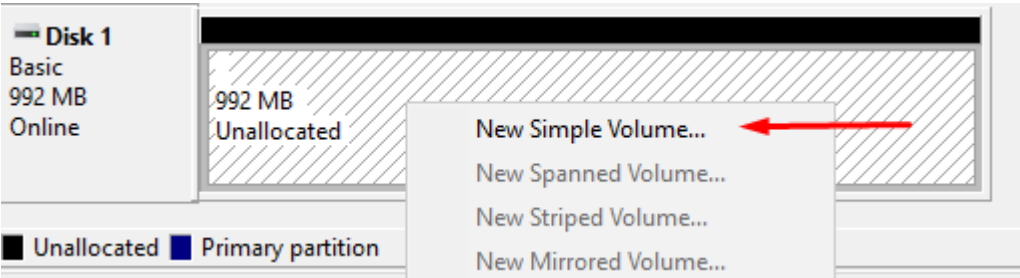 Disk 1
Basic
992 MB
Online
992 MB
Unallocated
New Simple Volume...
New Spanned Volume...
New Striped Volume...
New Mirrored Volume...
Unallocated Primary partition